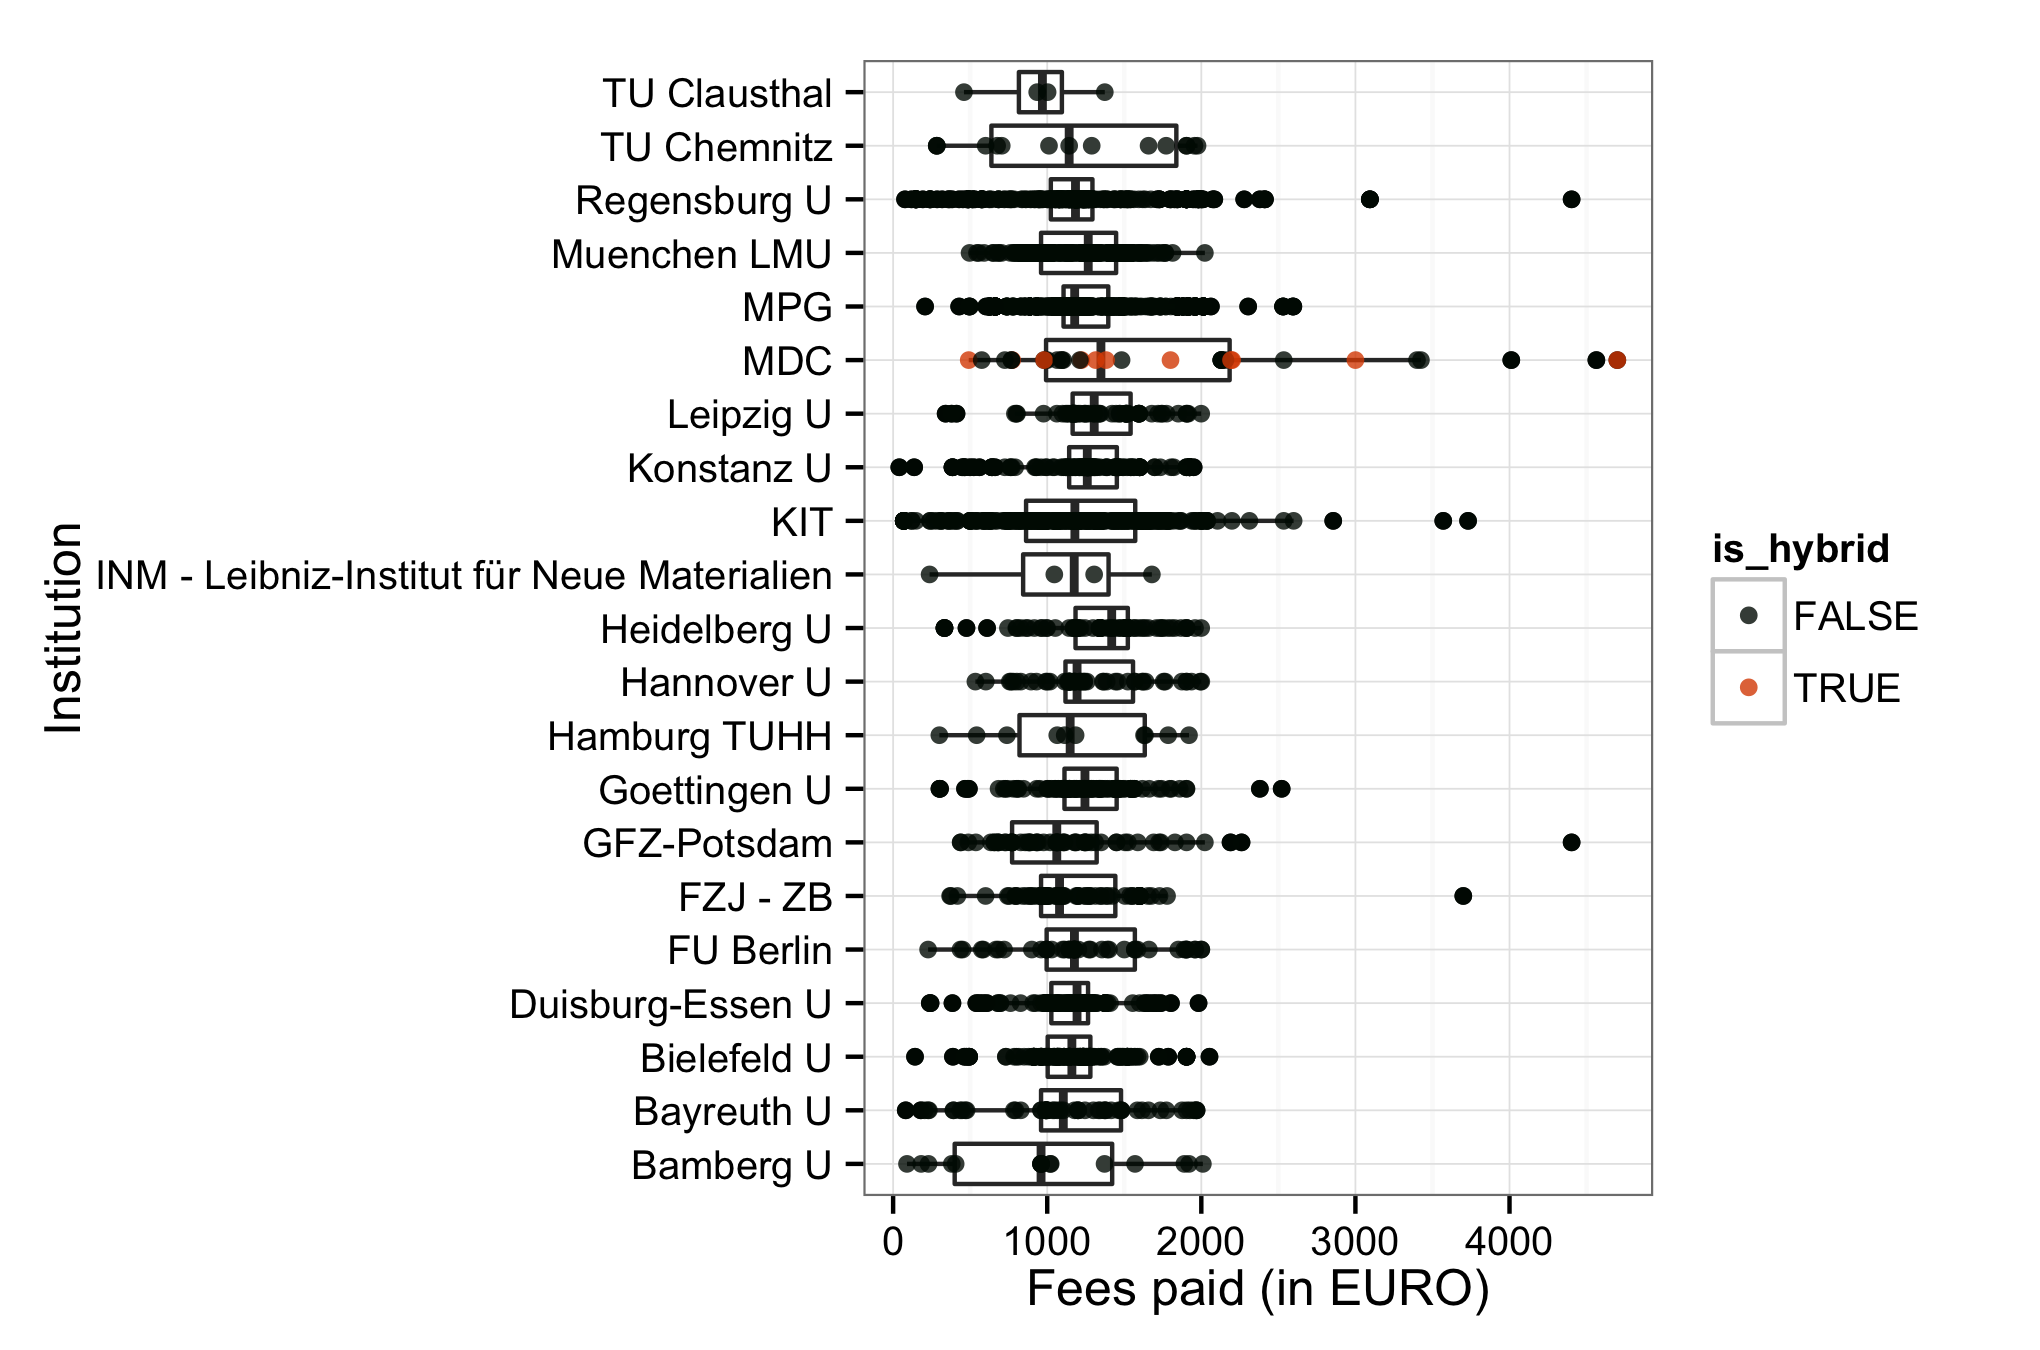 TU Clausthal
TU Chemnitz
Regensburg U
Muenchen LMU
MPG
MDC
Leipzig U
Konstanz U
KIT
INM - Leibniz-Institut für Neue Materialien
Heidelberg U
Hannover U
Hamburg TUHH
Goettingen U
GFZ-Potsdam
FZJ - ZB
FU Berlin
Duisburg-Essen U
Bielefeld U
Bayreuth U
Bamberg U
Institution
0 1000 2000 3000 4000
Fees paid (in EURO)
is_hybrid
FALSE
TRUE